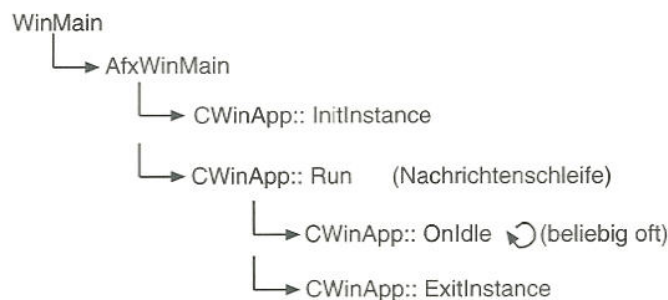 WinMain
AfxWinMain
CWinApp:: InitInstance
CWinApp:: Run (Nachrichtenschleife)
CWinApp:: OnIdle (beliebig oft)
CWinApp:: ExitInstance